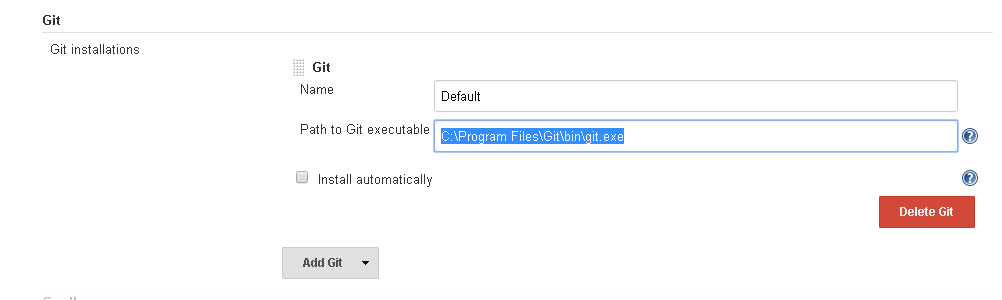 Git
Git installations
Git
Name
Default
Path to Git executable
C:\Program Files\Git\bin\git.exe
Install automatically
Delete Git
Add Git